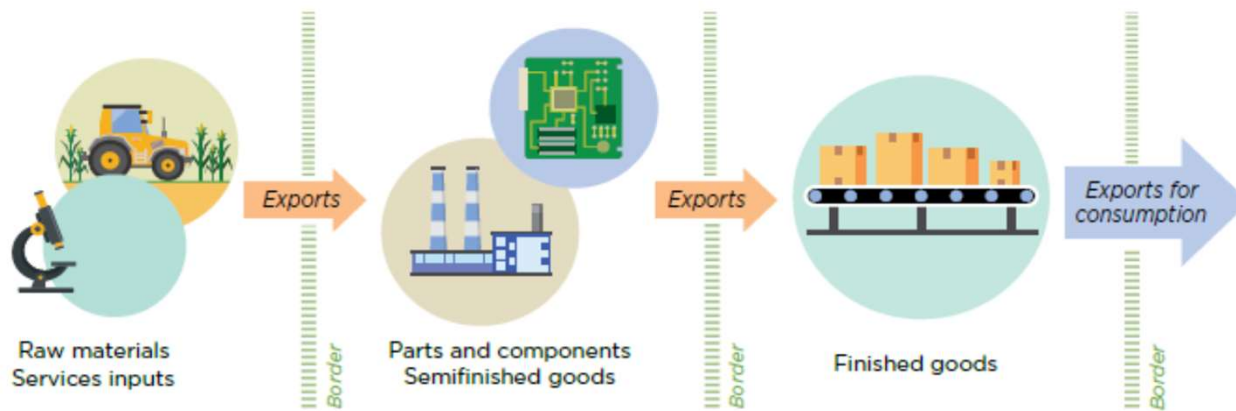 Exports
Exports
Exports for
consumption
Raw materials
Services inputs
Border
Parts and components
Semifinished goods
Border
Finished goods
Border